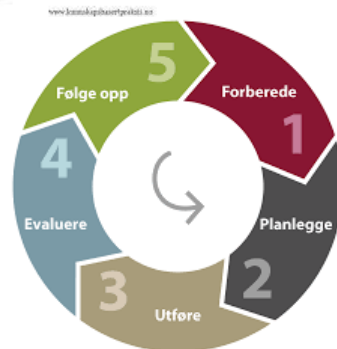 www.kunnskapsbasertpraksis.no
5
Følge opp
Forberede
1
4
Evaluere
Planlegge
2
3
Utføre